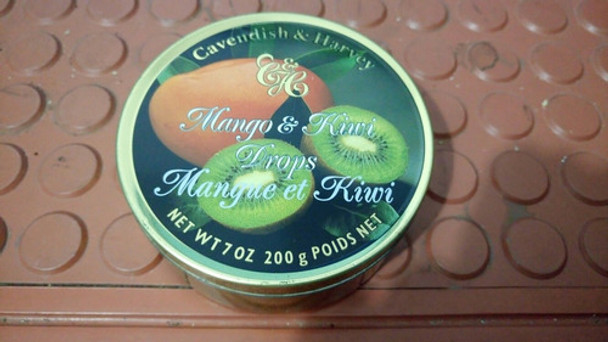 Cavendish & Harvey
C&H
Mango & Kiwi
Drops
Mangue et Kiwi
NET WT 7 OZ 200 g POIDS NET